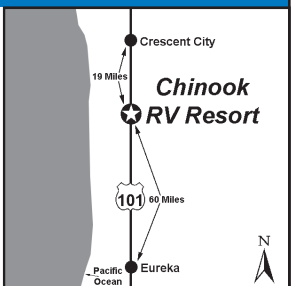 Crescent City
19 Miles
Chinook
RV Resort
101
60 Miles
N
Pacific
Ocean
Eureka